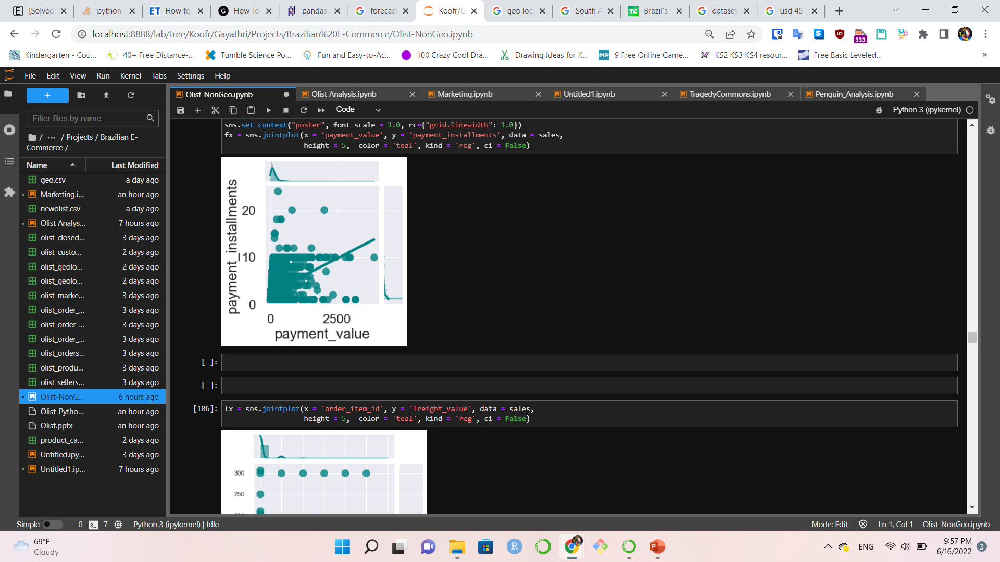 [Solved]
python
How to
How To
pandas.
forecast
Koofr/G
geo loc
South A
Brazil's
dataset
usd 45
localhost:8888/lab/tree/Koofr/Gayathri/Projects/Brazilian%20E-Commerce/Olist-NonGeo.ipynb
333
Kindergarten - Cou...
40+ Free Distance-...
Tumble Science Po...
Fun and Easy-to-Ac...
100 Crazy Cool Dra...
Drawing Ideas for K...
MP 9 Free Online Game...
KS2 KS3 KS4 resour...
Free Basic Leveled...
File Edit View Run Kernel Tabs Settings Help
Olist-NonGeo.ipynb
Olist Analysis.ipynb
Marketing.ipynb
Untitled1.ipynb
TragedyCommons.ipynb
Penguin_Analysis.ipynb
Code
Python 3 (ipykernel)
Filter files by name
/ ··· / Projects / Brazilian E-
Commerce /
Name Last Modified
geo.csv a day ago
Marketing.i... an hour ago
newolist.csv a day ago
Olist Analys... 7 hours ago
olist_closed... 3 days ago
olist_custo... 2 days ago
olist_geolo... 2 days ago
olist_geolo... 2 days ago
olist_marke... 3 days ago
olist_order_... 3 days ago
olist_order_... 3 days ago
olist_order_... 3 days ago
olist_orders... 3 days ago
olist_produ... 3 days ago
olist_sellers... 3 days ago
Olist-NonG... 6 hours ago
Olist-Pytho... an hour ago
Olist.pptx an hour ago
product_ca... 2 days ago
Untitled.ipy... 3 days ago
Untitled1.ip... 7 hours ago
sns.set_context("poster", font_scale = 1.0, rc={"grid.linewidth": 1.0})
fx = sns.jointplot(x = 'payment_value', y = 'payment_installments', data = sales,
height = 5, color = 'teal', kind = 'reg', ci = False)
payment_installments
20
10
0
0 2500
payment_value
[ ]:
[ ]:
[106]: fx = sns.jointplot(x = 'order_item_id', y = 'freight_value', data = sales,
height = 5, color = 'teal', kind = 'reg', ci = False)
300
250
Simple 0 7 Python 3 (ipykernel) | Idle
Mode: Edit Ln 1, Col 1 Olist-NonGeo.ipynb
69°F
Cloudy
ENG
9:57 PM
6/16/2022
3